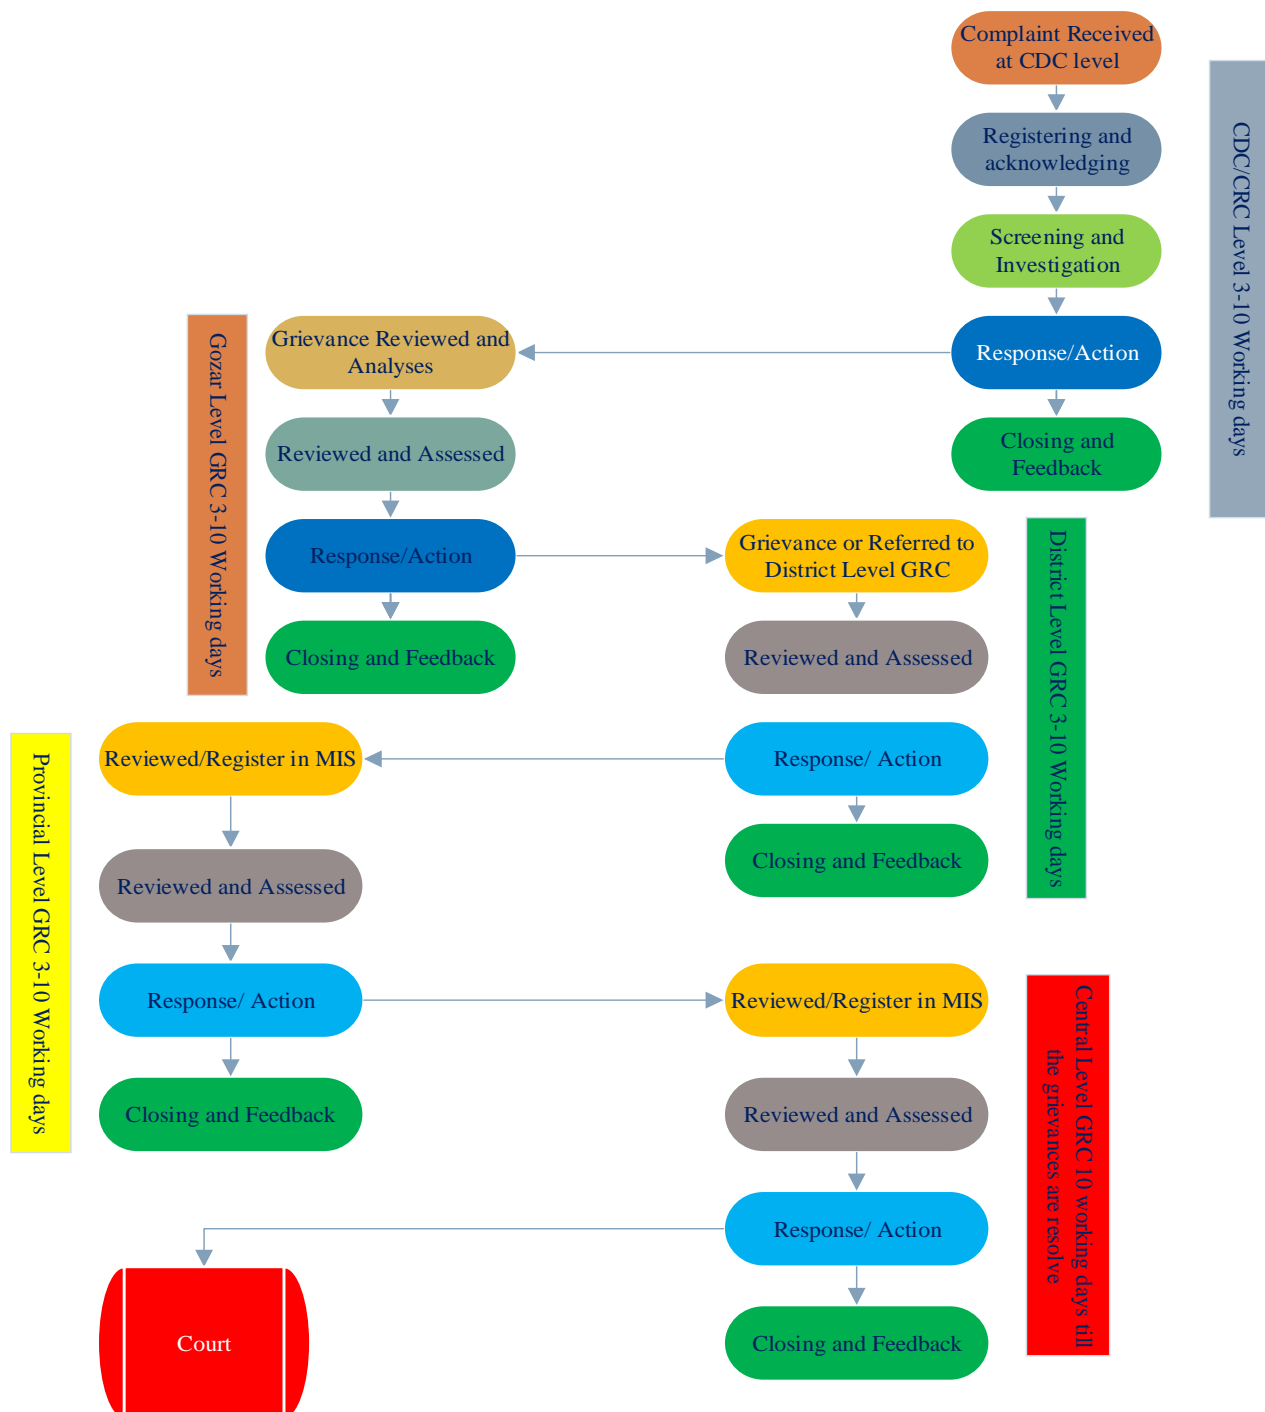 Complaint Received
at CDC level
Registering and
acknowledging
Screening and
Investigation
Response/Action
Closing and
Feedback
CDC/CRC Level 3-10 Working days
Gozar Level GRC 3-10 Working days
Grievance Reviewed and
Analyses
Reviewed and Assessed
Response/Action
Closing and Feedback
Grievance or Referred to
District Level GRC
Reviewed and Assessed
Response/ Action
Closing and Feedback
District Level GRC 3-10 Working days
Provincial Level GRC 3-10 Working days
Reviewed/Register in MIS
Reviewed and Assessed
Response/ Action
Closing and Feedback
Reviewed/Register in MIS
Reviewed and Assessed
Response/ Action
Closing and Feedback
Central Level GRC 10 working days till
the grievances are resolve
Court